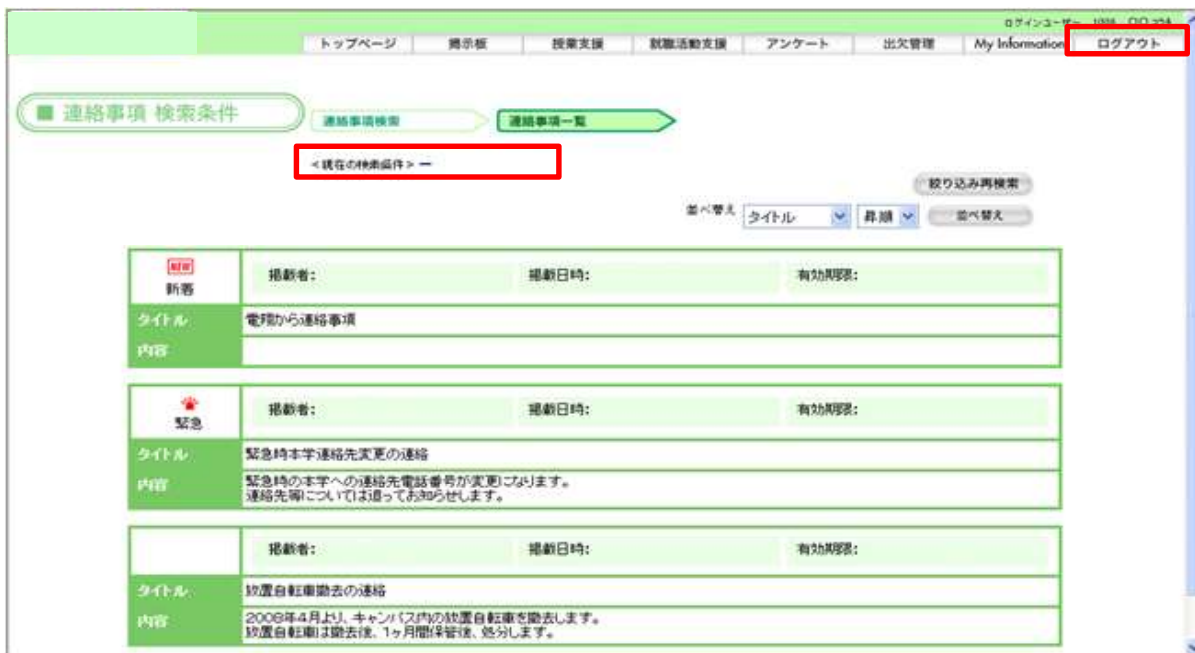 ログインユーザー
トップページ 掲示板 授業支援 就職活動支援 アンケート 出欠管理 My Information ログアウト
■ 連絡事項 検索条件
連絡事項検索 連絡事項一覧
<現在の検索条件> ー
絞り込み再検索
並べ替え タイトル 昇順 並べ替え
NEW
新着
掲載者: 掲載日時: 有効期限:
タイトル 電翔から連絡事項
内容
緊急
掲載者: 掲載日時: 有効期限:
タイトル 緊急時本学連絡先変更の連絡
内容 緊急時の本学への連絡先電話番号が変更になります。
連絡先等については追ってお知らせします。
掲載者: 掲載日時: 有効期限:
タイトル 放置自転車撤去の連絡
内容 2008年4月より、キャンパス内の放置自転車を撤去します。
放置自転車は撤去後、1ヶ月間保管後、処分します。